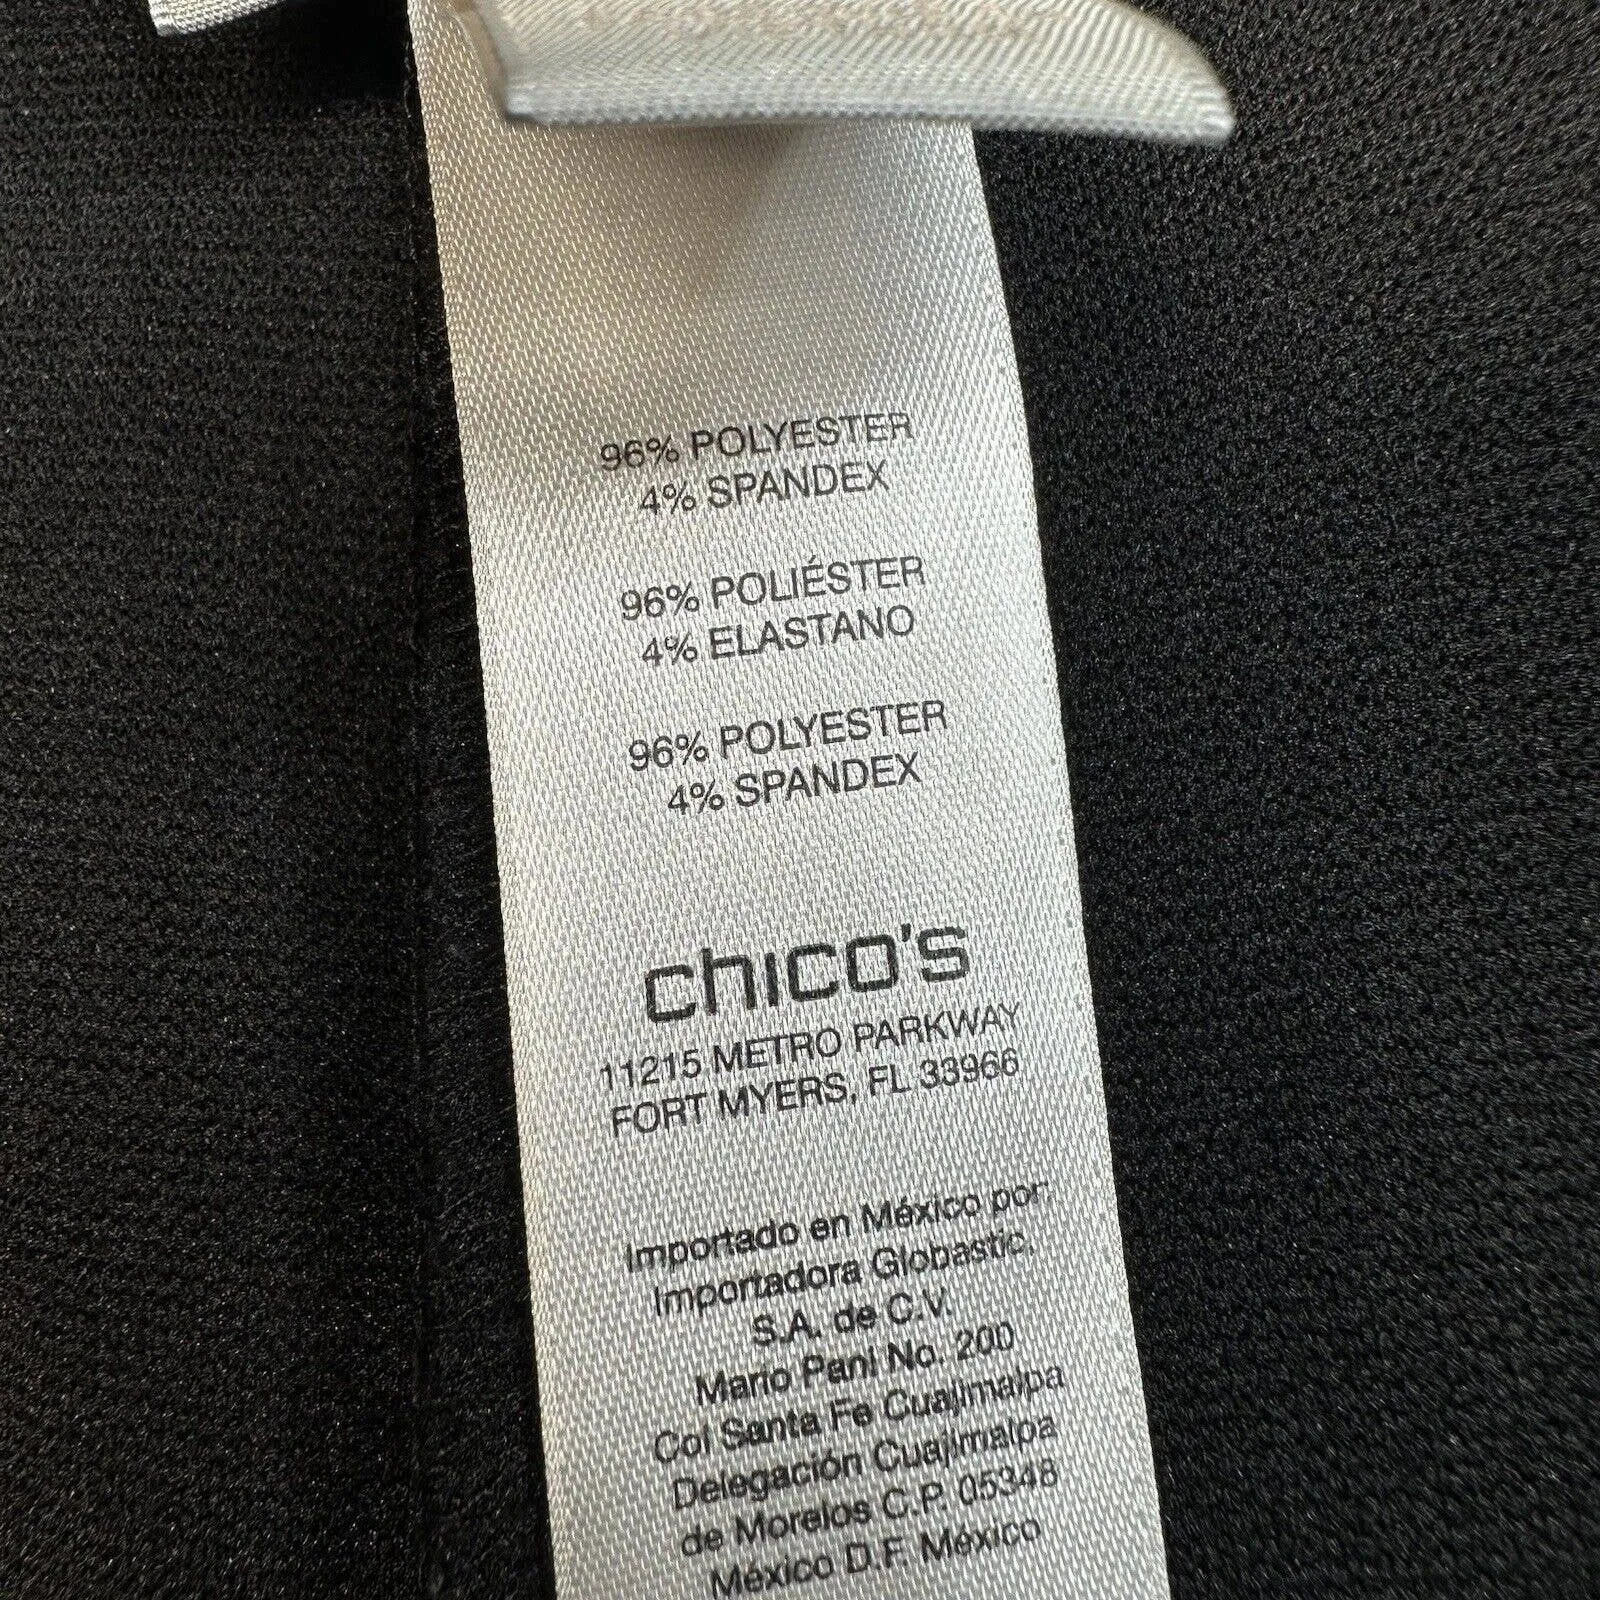 96% POLYESTER
4% SPANDEX
96% POLIÉSTER
4% ELASTANO
96% POLYESTER
4% SPANDEX
chico's
11215 METRO PARKWAY
FORT MYERS, FL 33966
Importado en México por:
Importadora Globastic,
S.A. de C.V.
Mario Pani No. 200
Col Santa Fe Cuajimalpa
Delegación Cuajimalpa
de Morelos C.P. 05348
México D.F. México